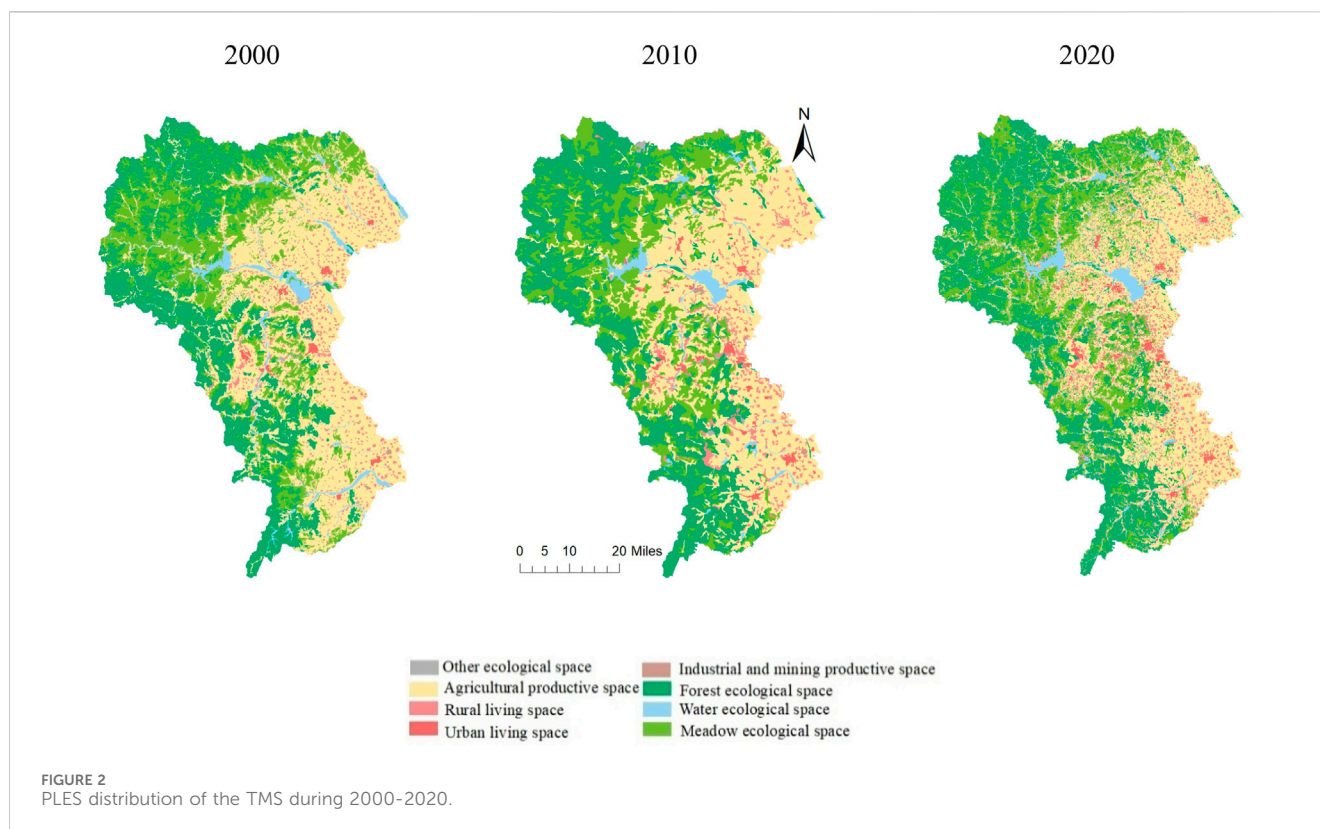 2000
2010
2020
N
0 5 10 20 Miles
Other ecological space
Agricultural productive space
Rural living space
Urban living space
Industrial and mining productive space
Forest ecological space
Water ecological space
Meadow ecological space
FIGURE 2
PLES distribution of the TMS during 2000-2020.